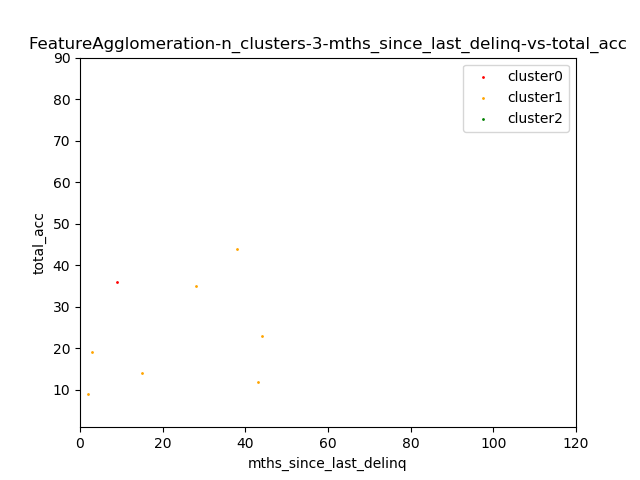 FeatureAgglomeration-n_clusters-3-mths_since_last_delinq-vs-total_acc
90
80
70
60
50
40
30
20
10
total_acc
cluster0
cluster1
cluster2
0
20
40
60
80
100
120
mths_since_last_delinq